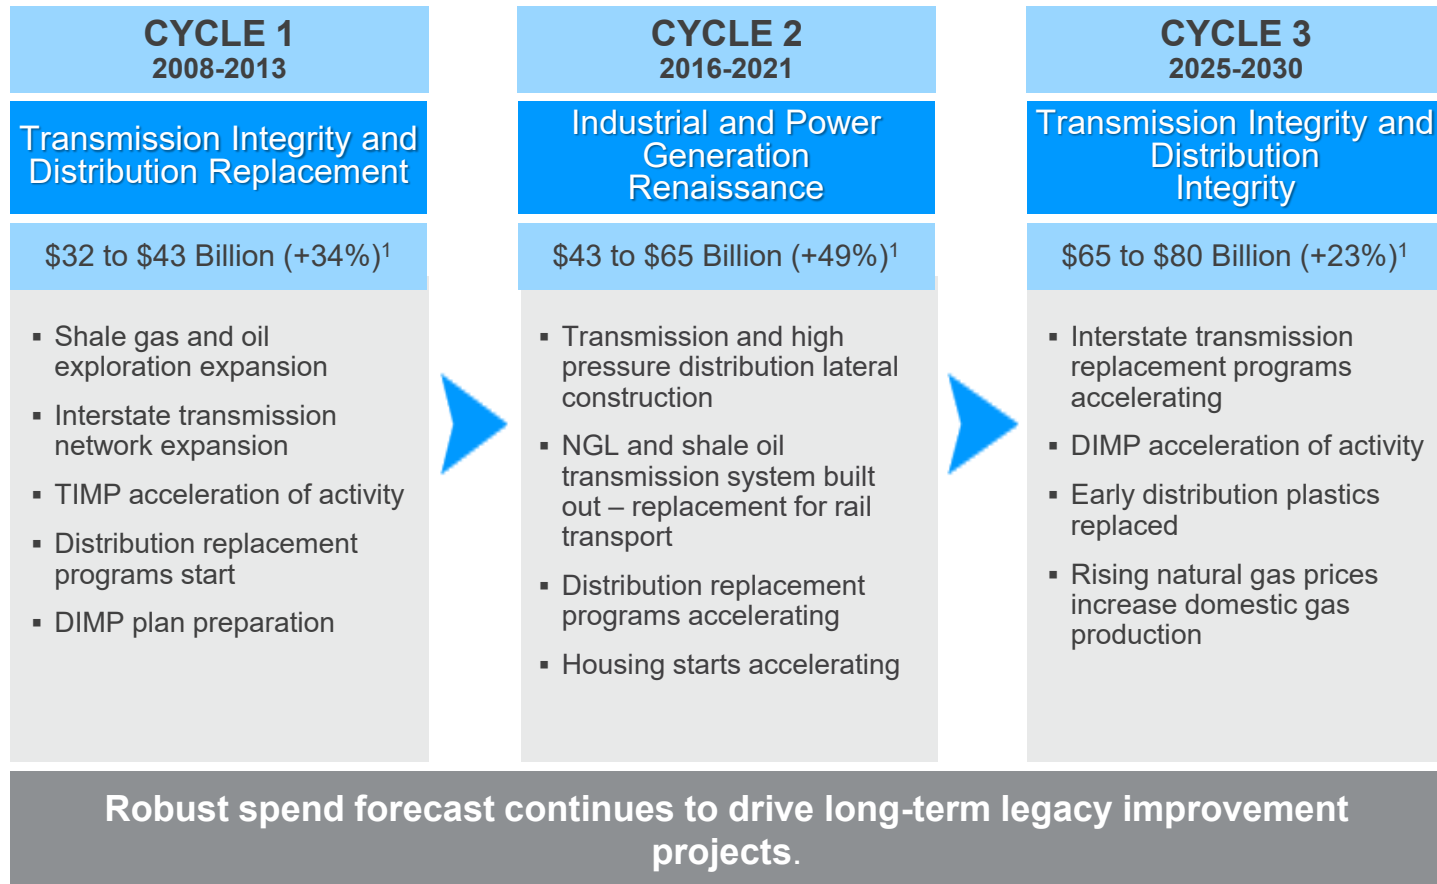 CYCLE 1
2008-2013
Transmission Integrity and
Distribution Replacement
$32 to $43 Billion (+34%)¹
▪ Shale gas and oil
exploration expansion
▪ Interstate transmission
network expansion
▪ TIMP acceleration of activity
▪ Distribution replacement
programs start
▪ DIMP plan preparation
CYCLE 2
2016-2021
Industrial and Power
Generation
Renaissance
$43 to $65 Billion (+49%)¹
▪ Transmission and high
pressure distribution lateral
construction
▪ NGL and shale oil
transmission system built
out – replacement for rail
transport
▪ Distribution replacement
programs accelerating
▪ Housing starts accelerating
CYCLE 3
2025-2030
Transmission Integrity and
Distribution
Integrity
$65 to $80 Billion (+23%)¹
▪ Interstate transmission
replacement programs
accelerating
▪ DIMP acceleration of activity
▪ Early distribution plastics
replaced
▪ Rising natural gas prices
increase domestic gas
production
Robust spend forecast continues to drive long-term legacy improvement
projects.